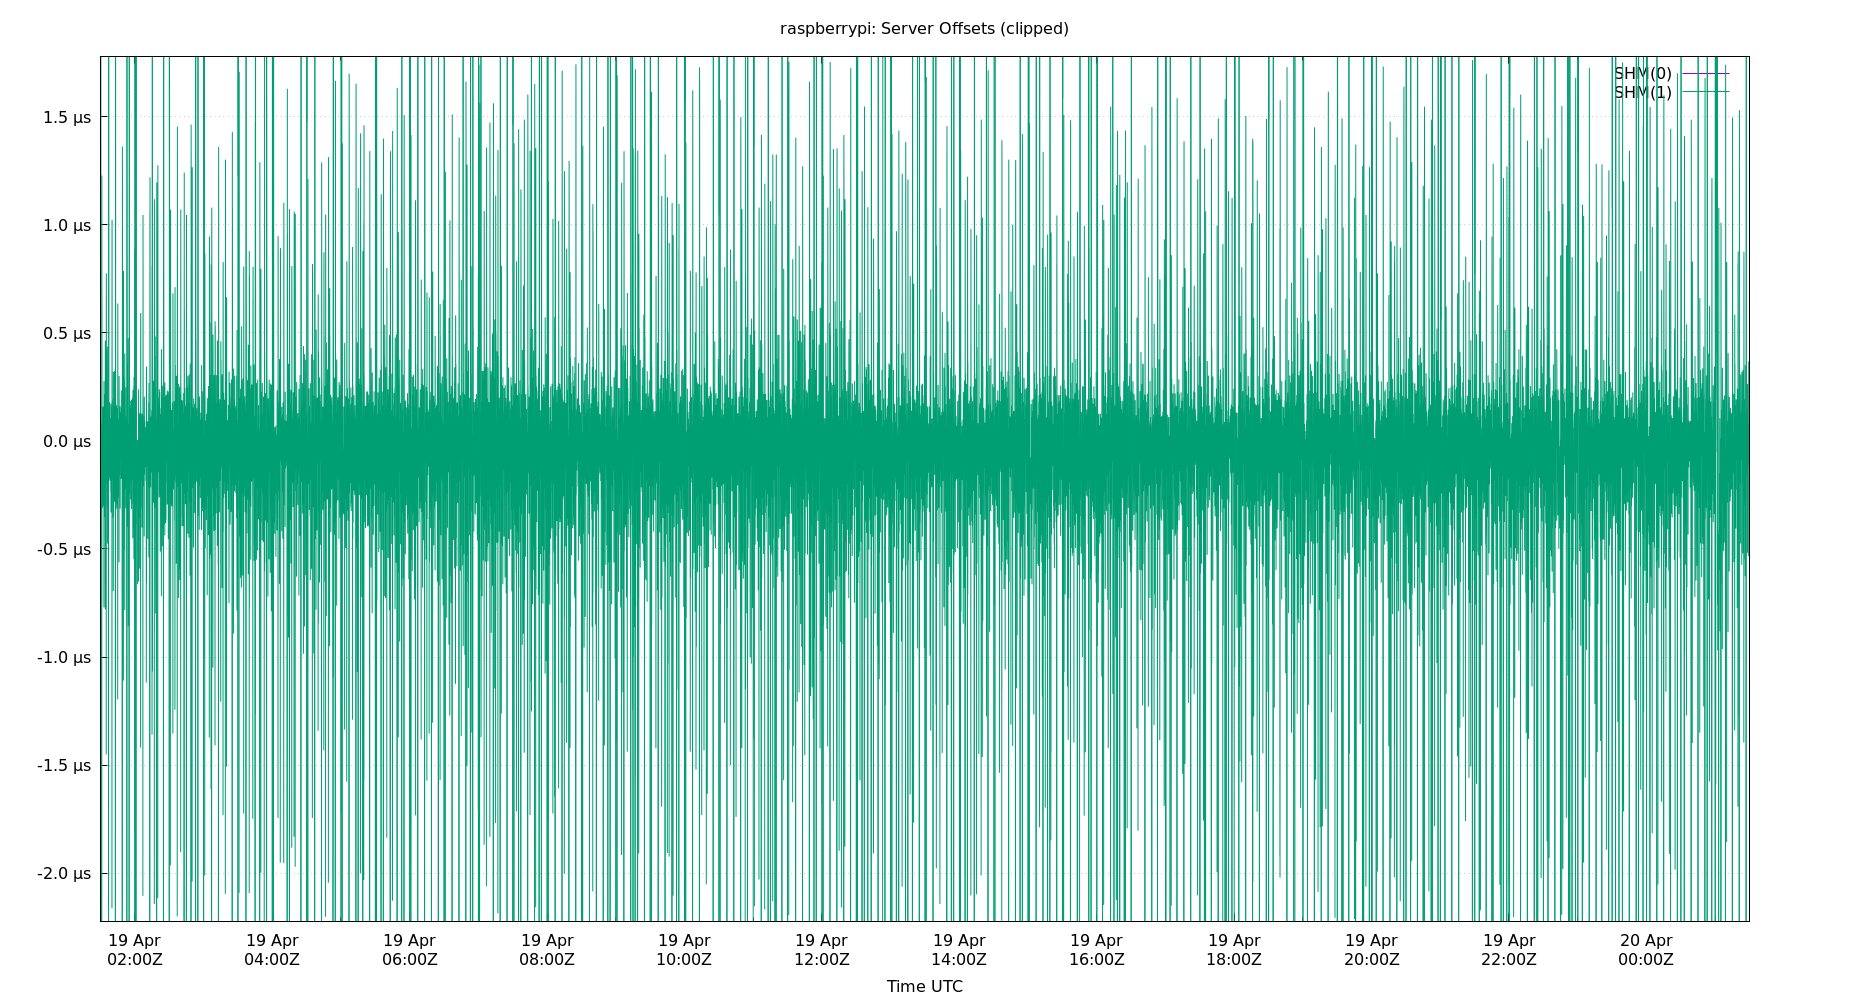 raspberrypi: Server Offsets (clipped)
SHM(0)
SHM(1)
1.5 µs
1.0 µs
0.5 µs
0.0 µs
-0.5 µs
-1.0 µs
-1.5 µs
-2.0 µs
19 Apr 19 Apr 19 Apr 19 Apr 19 Apr 19 Apr 19 Apr 19 Apr 19 Apr 19 Apr 19 Apr 20 Apr
02:00Z 04:00Z 06:00Z 08:00Z 10:00Z 12:00Z 14:00Z 16:00Z 18:00Z 20:00Z 22:00Z 00:00Z
Time UTC